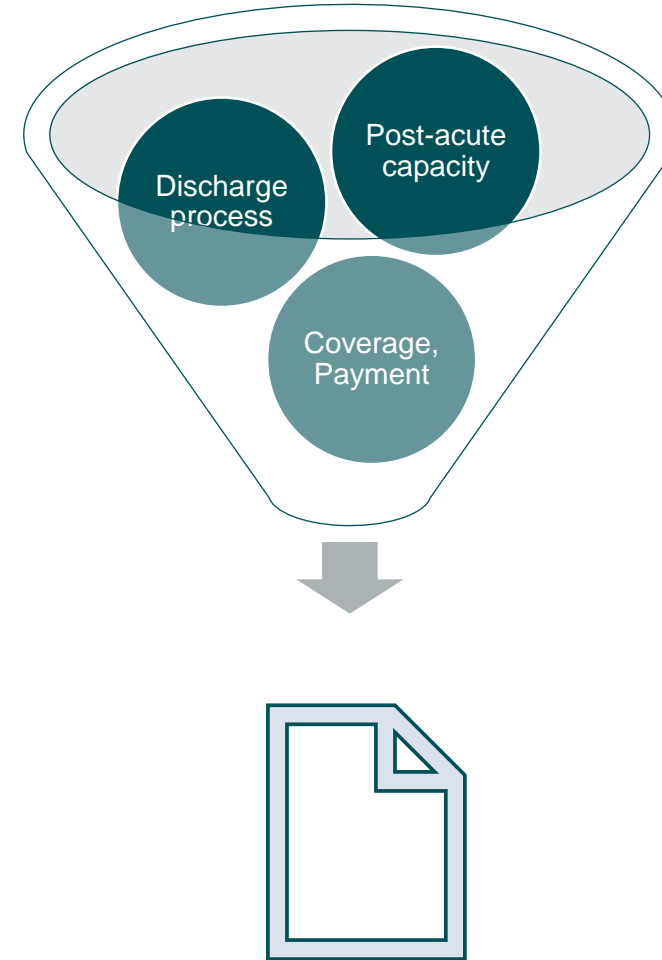 Post-acute
capacity
Discharge
process
Coverage,
Payment